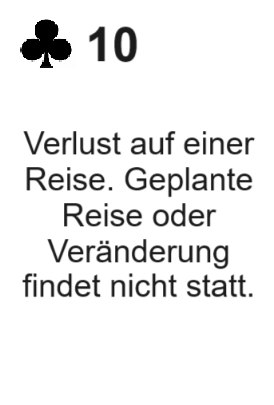 ♣ 10
Verlust auf einer
Reise. Geplante
Reise oder
Veränderung
findet nicht statt.